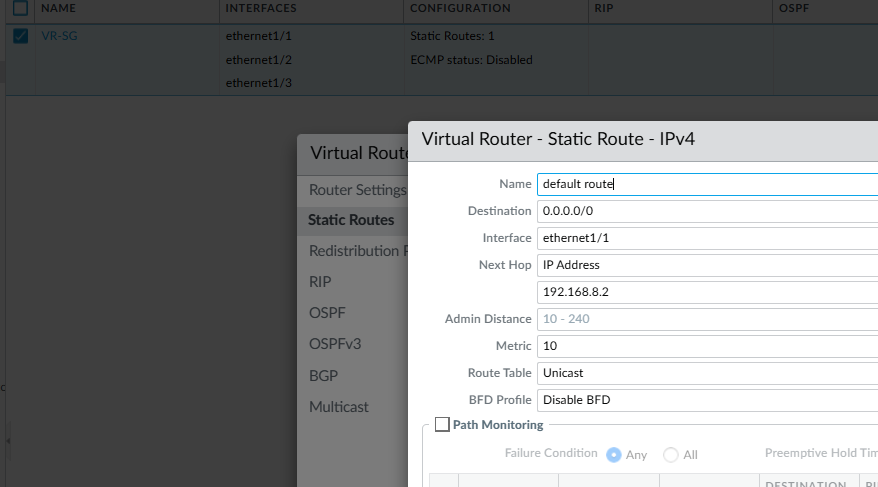 NAME INTERFACES CONFIGURATION RIP OSPF
VR-SG ethernet1/1 Static Routes: 1
ethernet1/2 ECMP status: Disabled
ethernet1/3
Virtual Route
Router Settings
Static Routes
Redistribution
RIP
OSPF
OSPFv3
BGP
Multicast
Virtual Router - Static Route - IPv4
Name default route
Destination 0.0.0.0/0
Interface ethernet1/1
Next Hop IP Address
192.168.8.2
Admin Distance 10 - 240
Metric 10
Route Table Unicast
BFD Profile Disable BFD
Path Monitoring
Failure Condition Any All Preemptive Hold Tim
DESTINATION